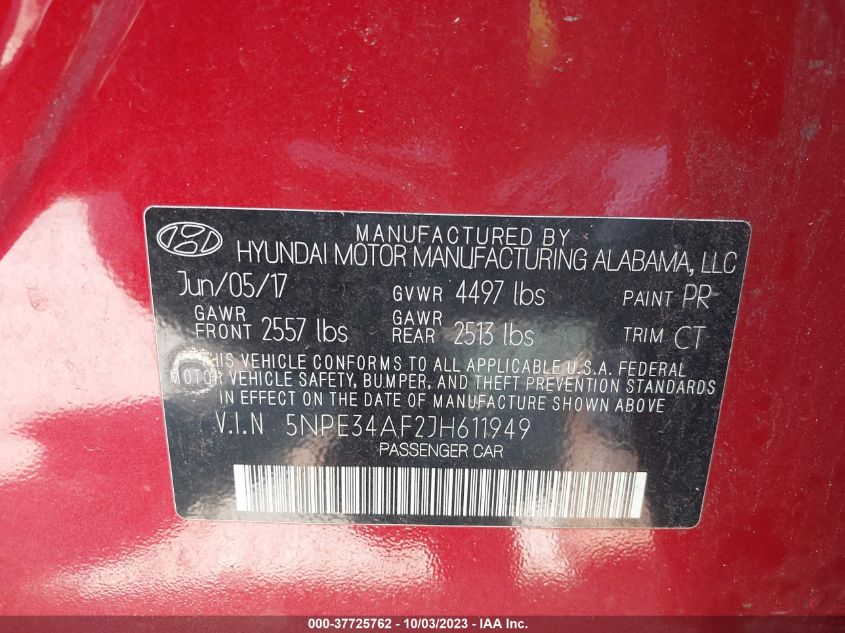 MANUFACTURED BY
HYUNDAI MOTOR MANUFACTURING ALABAMA, LLC
Jun/05/17 GVWR 4497 lbs PAINT PR
GAWR FRONT 2557 lbs GAWR REAR 2513 lbs TRIM CT
THIS VEHICLE CONFORMS TO ALL APPLICABLE U.S.A. FEDERAL
MOTOR VEHICLE SAFETY, BUMPER, AND THEFT PREVENTION STANDARDS
IN EFFECT ON THE DATE OF MANUFACTURE SHOWN ABOVE.
V.I.N 5NPE34AF2JH611949
PASSENGER CAR
000-37725762 - 10/03/2023 - IAA Inc.